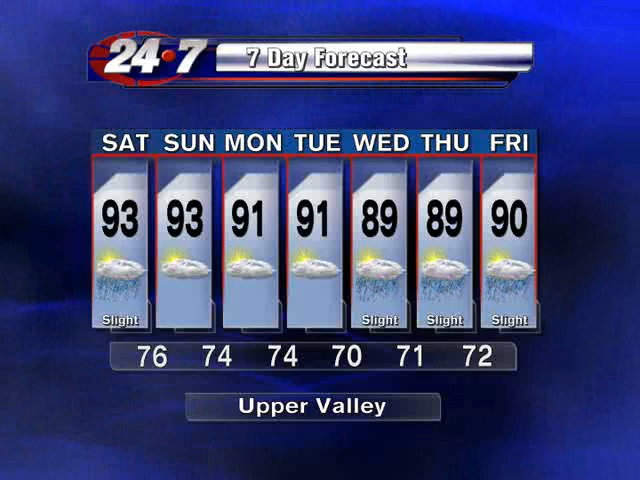 24·7 7 Day Forecast
SAT SUN MON TUE WED THU FRI
93 93 91 91 89 89 90
Slight Slight Slight Slight
76 74 74 70 71 72
Upper Valley